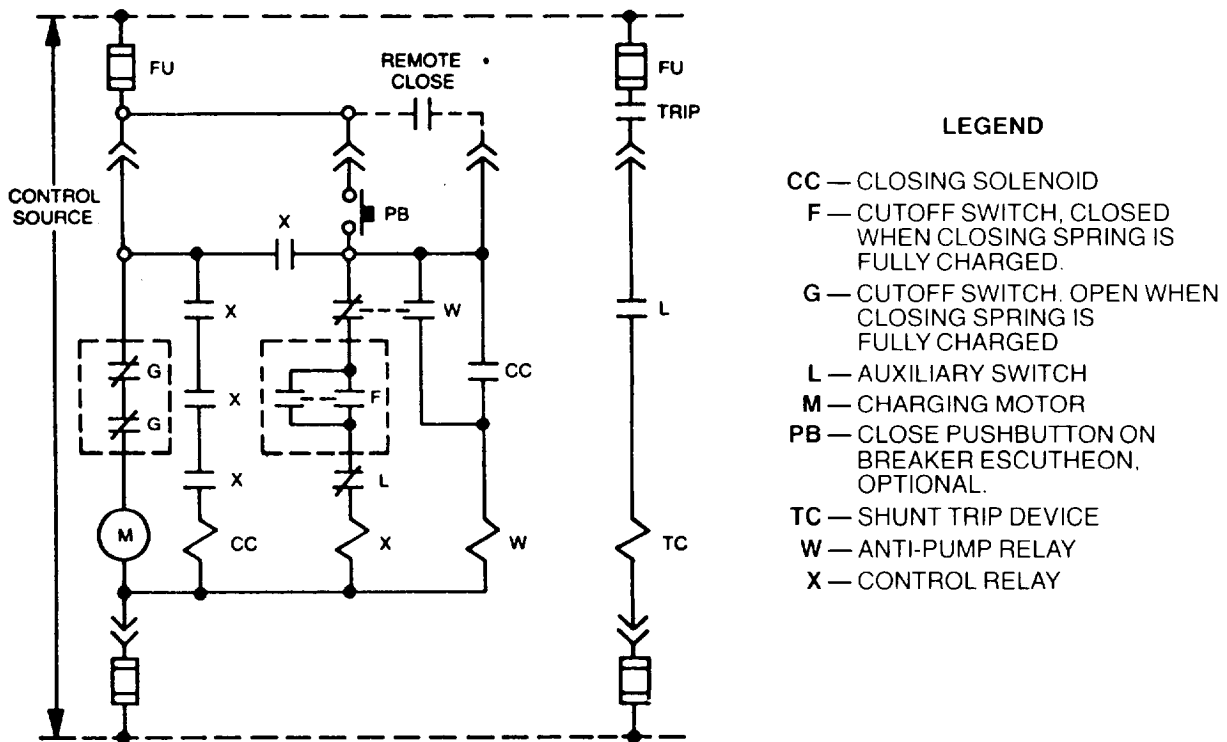 FU
REMOTE
CLOSE
FU
TRIP
CONTROL
SOURCE
PB
X
X
W
L
G
X
F
CC
G
X
L
M
CC
X
W
TC
LEGEND
CC — CLOSING SOLENOID
F — CUTOFF SWITCH, CLOSED
WHEN CLOSING SPRING IS
FULLY CHARGED.
G — CUTOFF SWITCH. OPEN WHEN
CLOSING SPRING IS
FULLY CHARGED
L — AUXILIARY SWITCH
M — CHARGING MOTOR
PB — CLOSE PUSHBUTTON ON
BREAKER ESCUTHEON,
OPTIONAL.
TC — SHUNT TRIP DEVICE
W — ANTI-PUMP RELAY
X — CONTROL RELAY